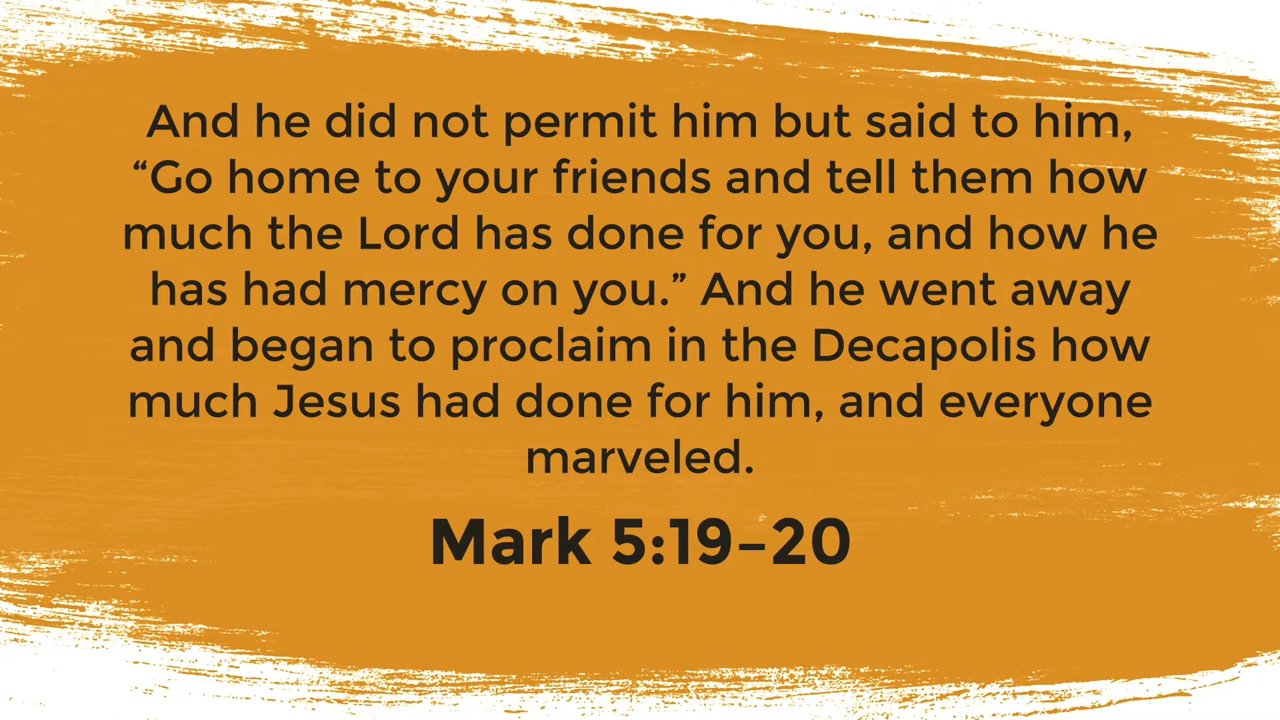 And he did not permit him but said to him,
“Go home to your friends and tell them how
much the Lord has done for you, and how he
has had mercy on you.” And he went away
and began to proclaim in the Decapolis how
much Jesus had done for him, and everyone
marveled.
Mark 5:19–20